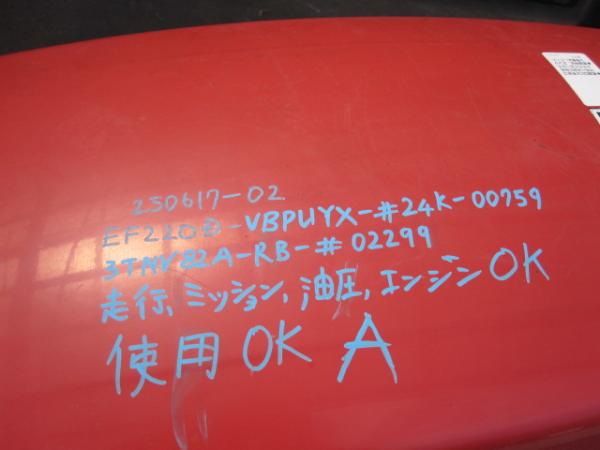 250617-02
EF220D-VBPUYX-#24K-00759
3TNV82A-RB-#02299
走行、ミッション、油圧、エンジン OK
使用 OK A